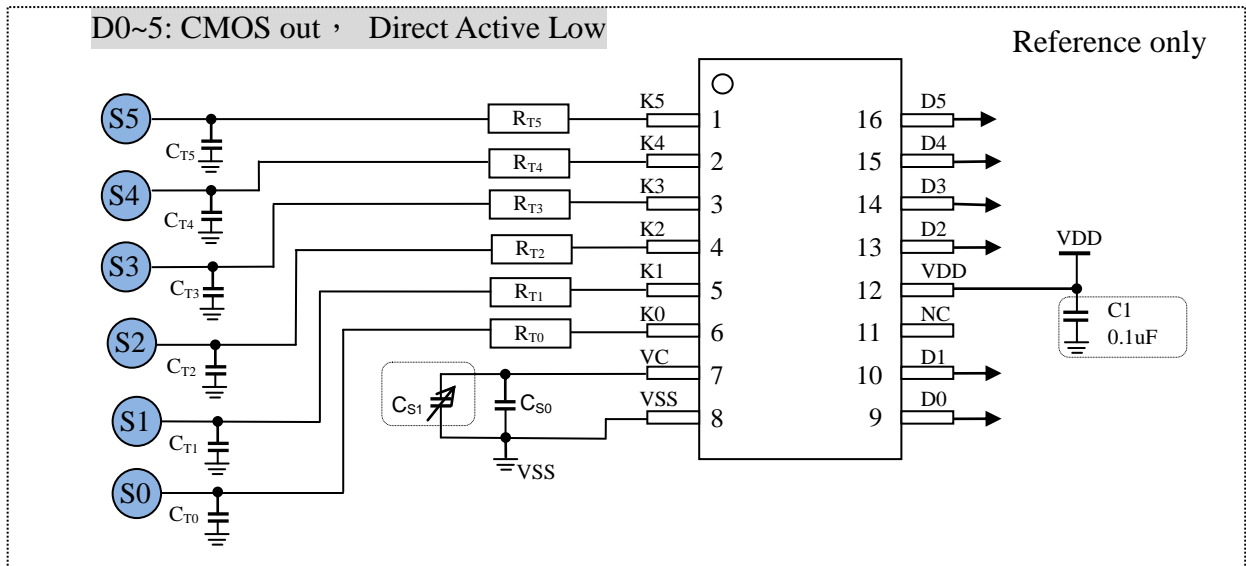 D0~5: CMOS out， Direct Active Low
Reference only
S5
CT5
RT5
K5
1
16
D5
S4
CT4
RT4
K4
2
15
D4
S3
CT3
RT3
K3
3
14
D3
S2
CT2
RT2
K2
4
13
D2
VDD
S1
CT1
RT1
K1
5
12
VDD
S0
CT0
RT0
K0
6
11
NC
C1
0.1uF
CS1
CS0
VC
7
10
D1
VSS
8
9
D0
VSS